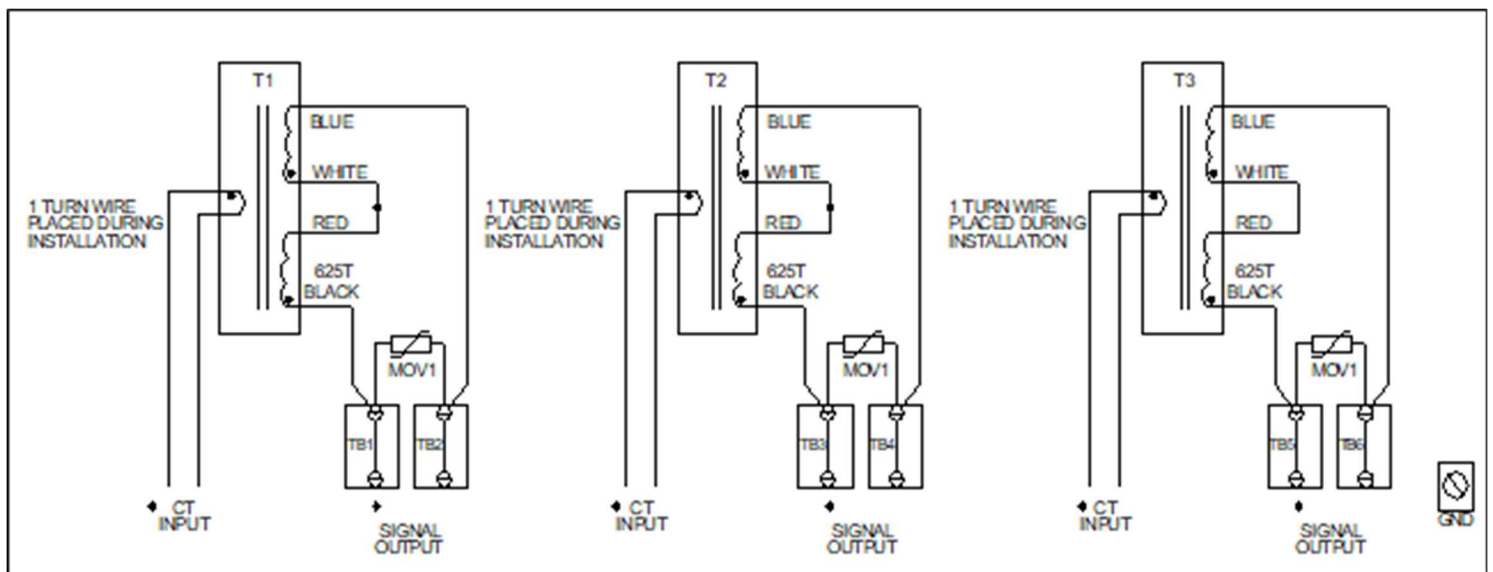 T1
BLUE
WHITE
1 TURN WIRE
PLACED DURING
INSTALLATION
RED
625T
BLACK
MOV1
TB1
TB2
CT
INPUT
SIGNAL
OUTPUT
T2
BLUE
WHITE
1 TURN WIRE
PLACED DURING
INSTALLATION
RED
625T
BLACK
MOV1
TB3
TB4
CT
INPUT
SIGNAL
OUTPUT
T3
BLUE
WHITE
1 TURN WIRE
PLACED DURING
INSTALLATION
RED
625T
BLACK
MOV1
TB5
TB6
CT
INPUT
SIGNAL
OUTPUT
GND